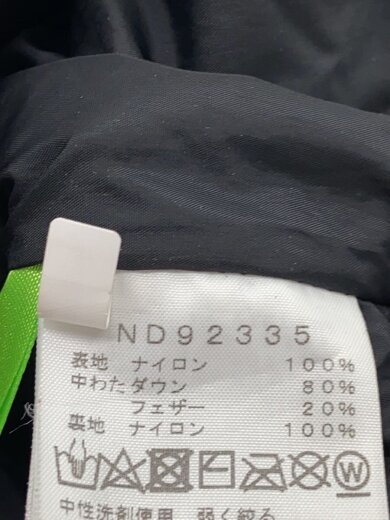 ND92335
表地 ナイロン 100%
中わた ダウン 80%
フェザー 20%
裏地 ナイロン 100%
W
中性洗剤使用 弱く絞る